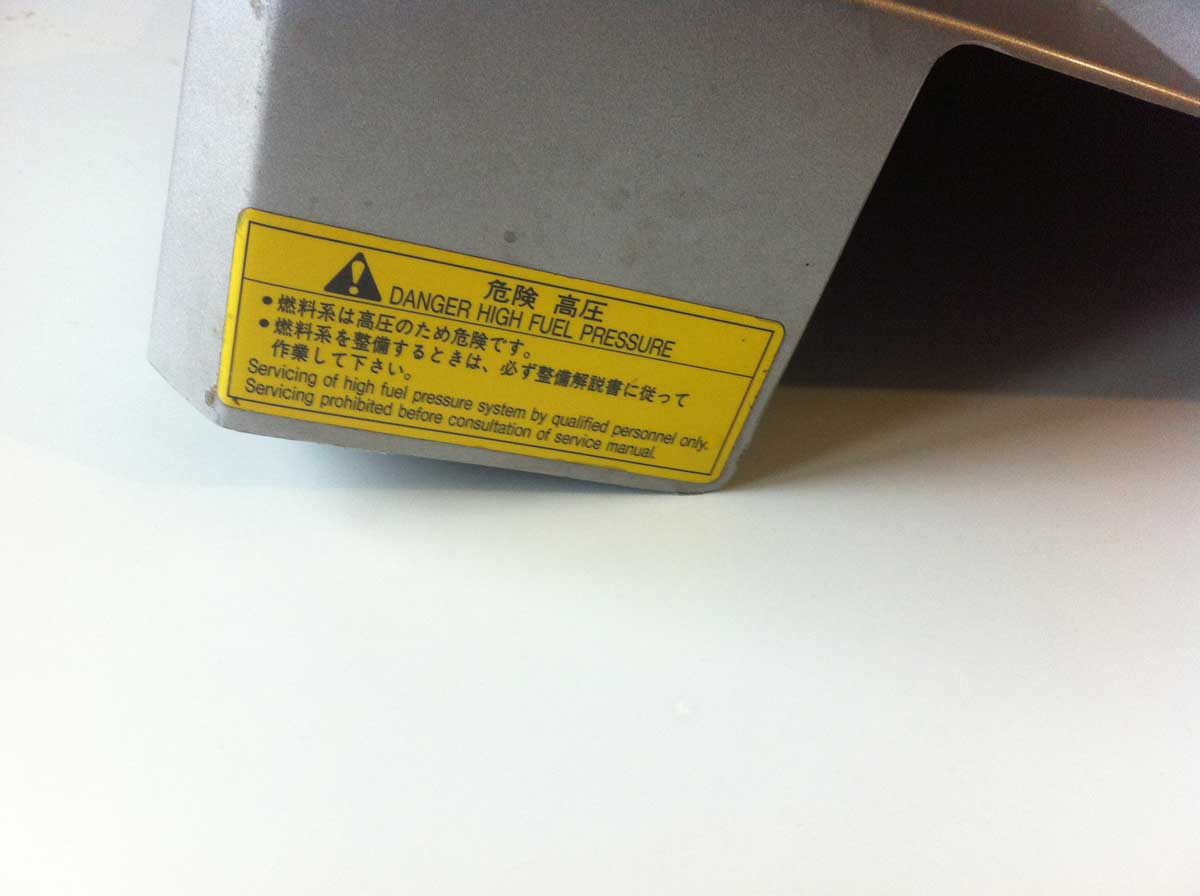 危険 高圧
DANGER HIGH FUEL PRESSURE
●燃料系は高圧のため危険です。
●燃料系を整備するときは、必ず整備解説書に従って
作業して下さい。
Servicing of high fuel pressure system by qualified personnel only.
Servicing prohibited before consultation of service manual.